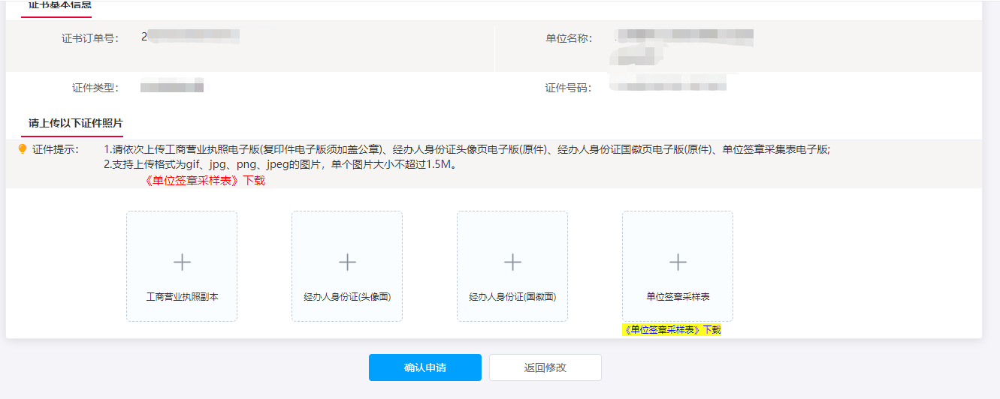 证书基本信息
证书订单号： 2
单位名称：
证件类型：
证件号码：
请上传以下证件照片
证件提示： 1.请依次上传工商营业执照电子版(复印件电子版须加盖公章)、经办人身份证头像页电子版(原件)、经办人身份证国徽页电子版(原件)、单位签章采集表电子版;
2.支持上传格式为gif、jpg、png、jpeg的图片，单个图片大小不超过1.5M。
《单位签章采样表》下载
工商营业执照副本
经办人身份证(头像面)
经办人身份证(国徽面)
单位签章采样表
《单位签章采样表》下载
确认申请
返回修改